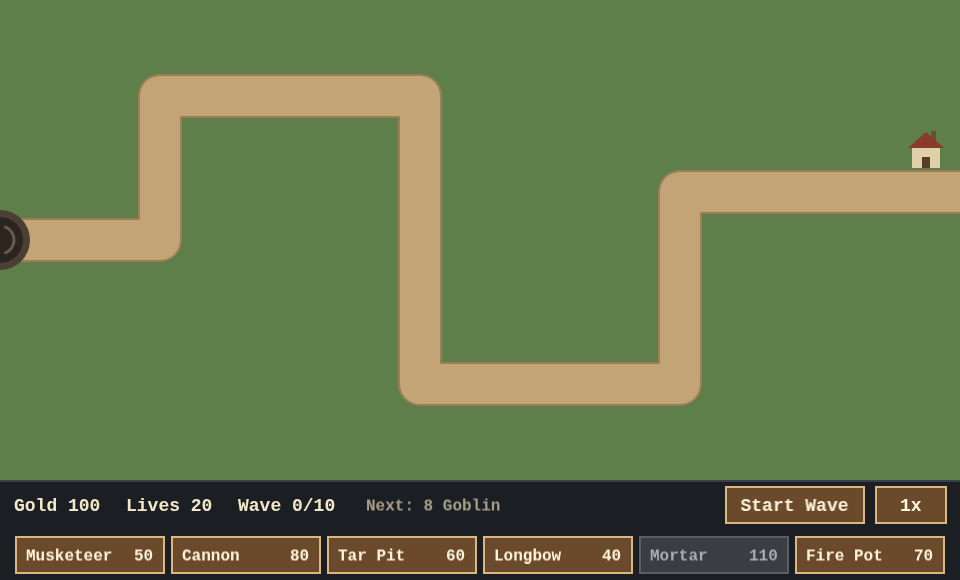 Gold 100 Lives 20 Wave 0/10 Next: 8 Goblin Start Wave 1x
Musketeer 50 Cannon 80 Tar Pit 60 Longbow 40 Mortar 110 Fire Pot 70